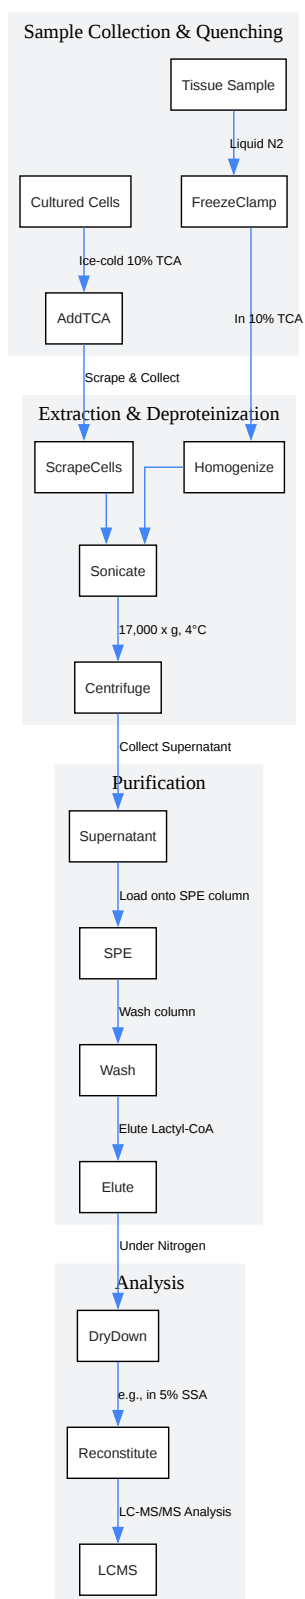 Sample Collection & Quenching
Tissue Sample
Liquid N2
Cultured Cells
FreezeClamp
Ice-cold 10% TCA
AddTCA
In 10% TCA
Scrape & Collect
Extraction & Deproteinization
ScrapeCells
Homogenize
Sonicate
17,000 x g, 4°C
Centrifuge
Collect Supernatant
Purification
Supernatant
Load onto SPE column
SPE
Wash column
Wash
Elute Lactyl-CoA
Elute
Under Nitrogen
Analysis
DryDown
e.g., in 5% SSA
Reconstitute
LC-MS/MS Analysis
LCMS